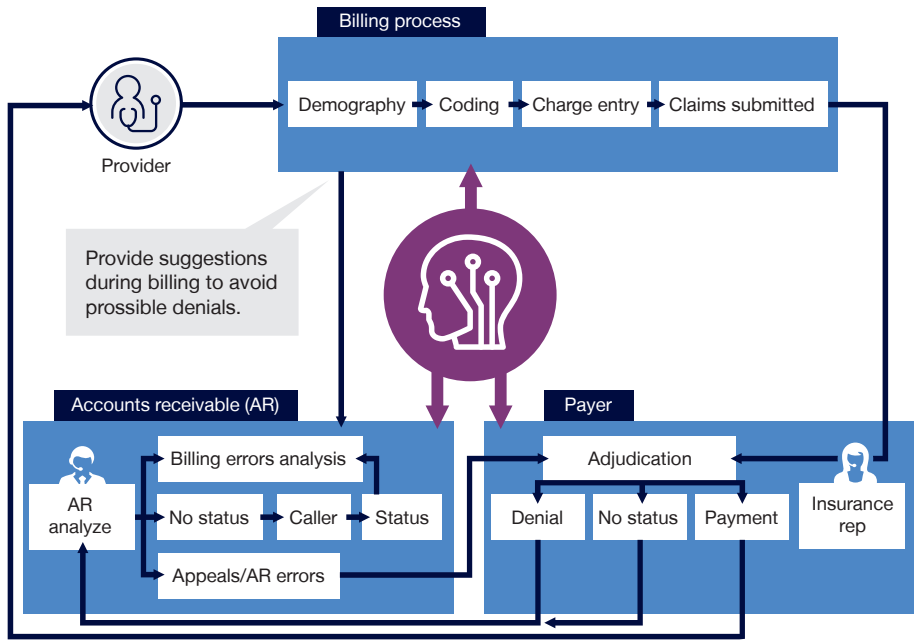 Billing process
Demography
Coding
Charge entry
Claims submitted
Provider
Provide suggestions
during billing to avoid
prossible denials.
Accounts receivable (AR)
Billing errors analysis
AR
analyze
No status
Caller
Status
Appeals/AR errors
Payer
Adjudication
Denial
No status
Payment
Insurance
rep